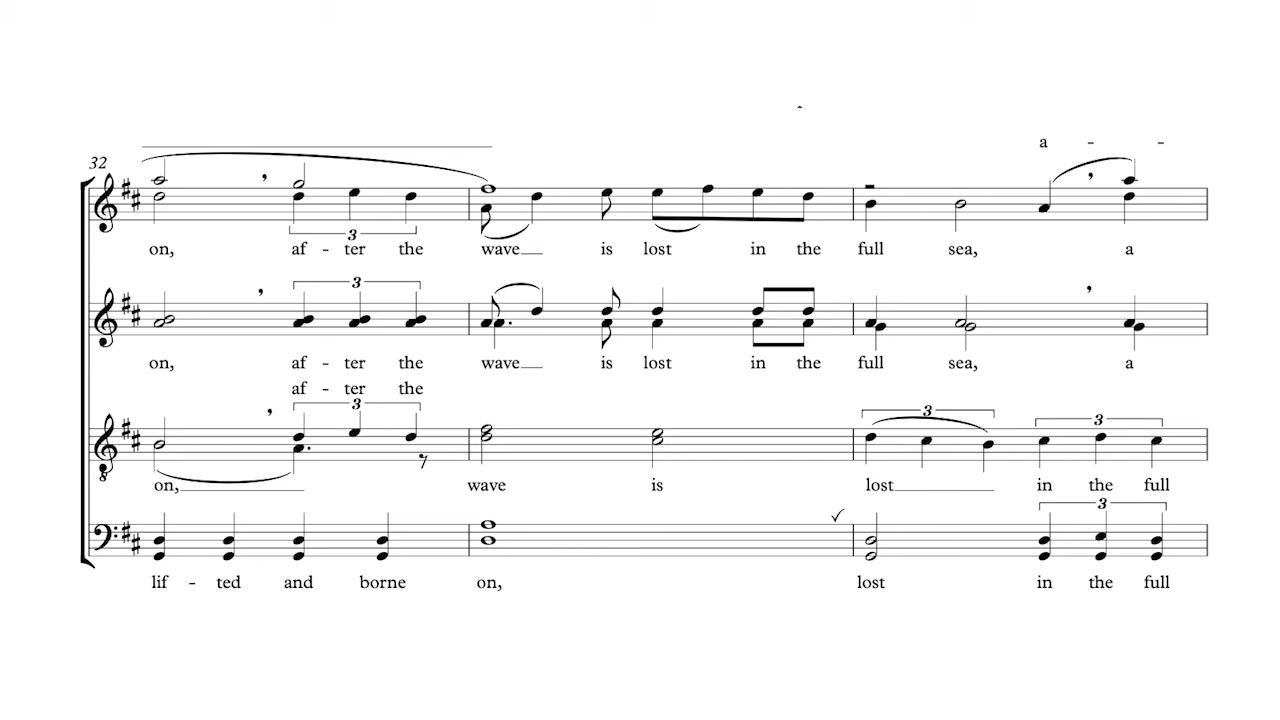 a - -
32
on, af - ter the wave is lost in the full sea, a
3
3
on, af - ter the wave is lost in the full sea, a
af - ter the
3 3 3
on, wave is lost in the full
3
lif - ted and borne on, lost in the full